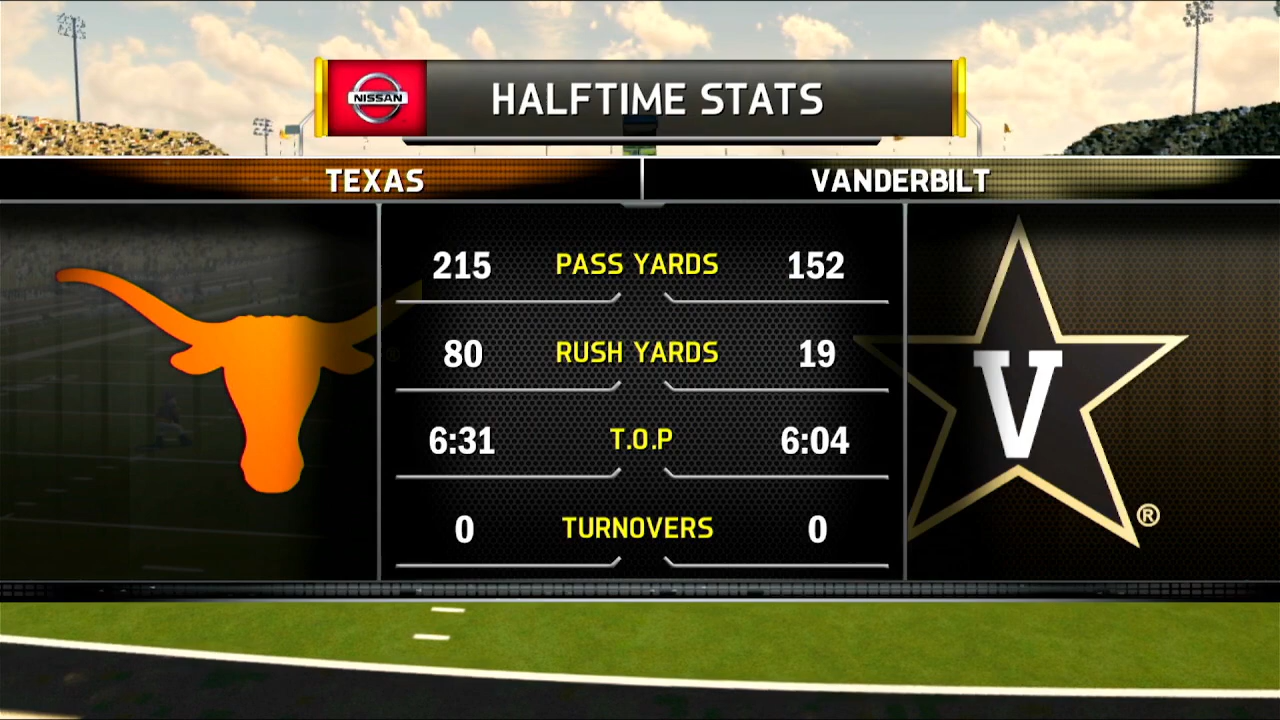 NISSAN HALFTIME STATS
TEXAS VANDERBILT
215 PASS YARDS 152
80 RUSH YARDS 19
6:31 T.O.P 6:04
0 TURNOVERS 0
V
®